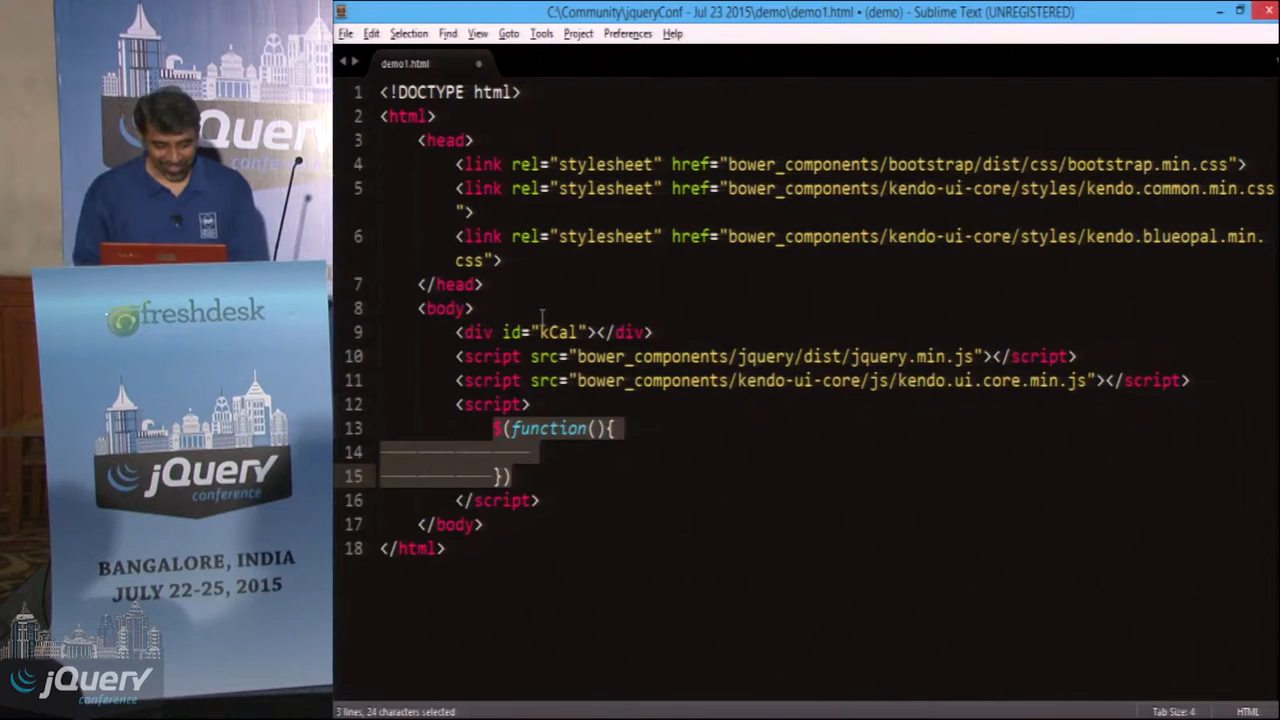 C:\Community\jqueryConf - Jul 23 2015\demo\demo1.html • (demo) - Sublime Text (UNREGISTERED)
File Edit Selection Find View Goto Tools Project Preferences Help
demo1.html
1 <!DOCTYPE html>
2 <html>
3 <head>
4 <link rel="stylesheet" href="bower_components/bootstrap/dist/css/bootstrap.min.css">
5 <link rel="stylesheet" href="bower_components/kendo-ui-core/styles/kendo.common.min.css
">
6 <link rel="stylesheet" href="bower_components/kendo-ui-core/styles/kendo.blueopal.min.
css">
7 </head>
8 <body>
9 <div id="kCal"></div>
10 <script src="bower_components/jquery/dist/jquery.min.js"></script>
11 <script src="bower_components/kendo-ui-core/js/kendo.ui.core.min.js"></script>
12 <script>
13 $(function(){
14
15 })
16 </script>
17 </body>
18 </html>
3 lines, 24 characters selected
Tab Size: 4 HTML
jQuery
conference
freshdesk
jQuery
conference
BANGALORE, INDIA
JULY 22-25, 2015
jQuery
conference